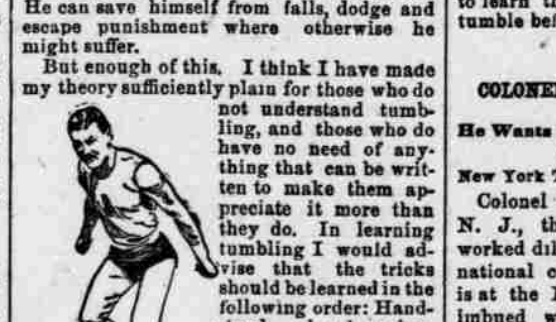 He can save himself from falls, dodge and
escape punishment where otherwise he
might suffer.
But enough of this. I think I have made
my theory sufficiently plain for those who do
not understand tumb-
ling, and those who do
have no need of any-
thing that can be writ-
ten to make them ap-
preciate it more than
they do. In learning
tumbling I would ad-
vise that the tricks
should be learned in the
following order: Hand-
to learn
tumble be
COLONE
He Wants
New York
Colonel
N. J., th
worked dil
national c
is at the
imbued w